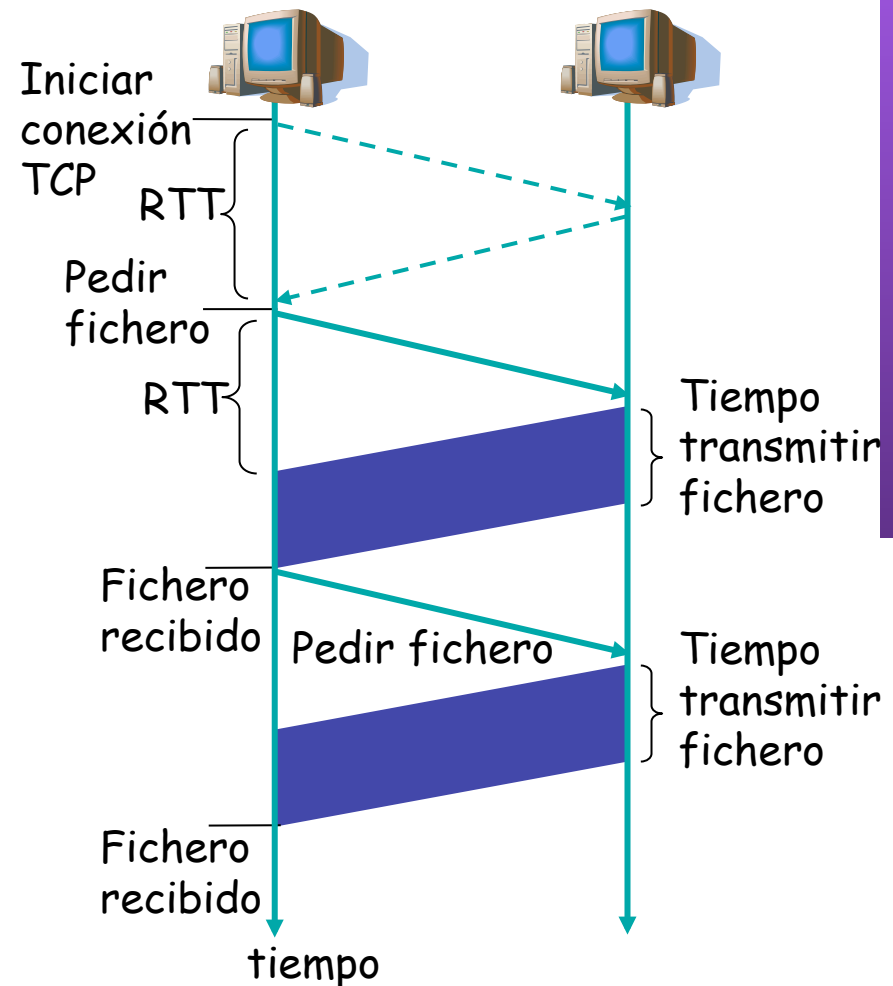 Iniciar
conexión
TCP
RTT
Pedir
fichero
RTT
Tiempo
transmitir
fichero
Fichero
recibido
Pedir fichero
Tiempo
transmitir
fichero
Fichero
recibido
tiempo